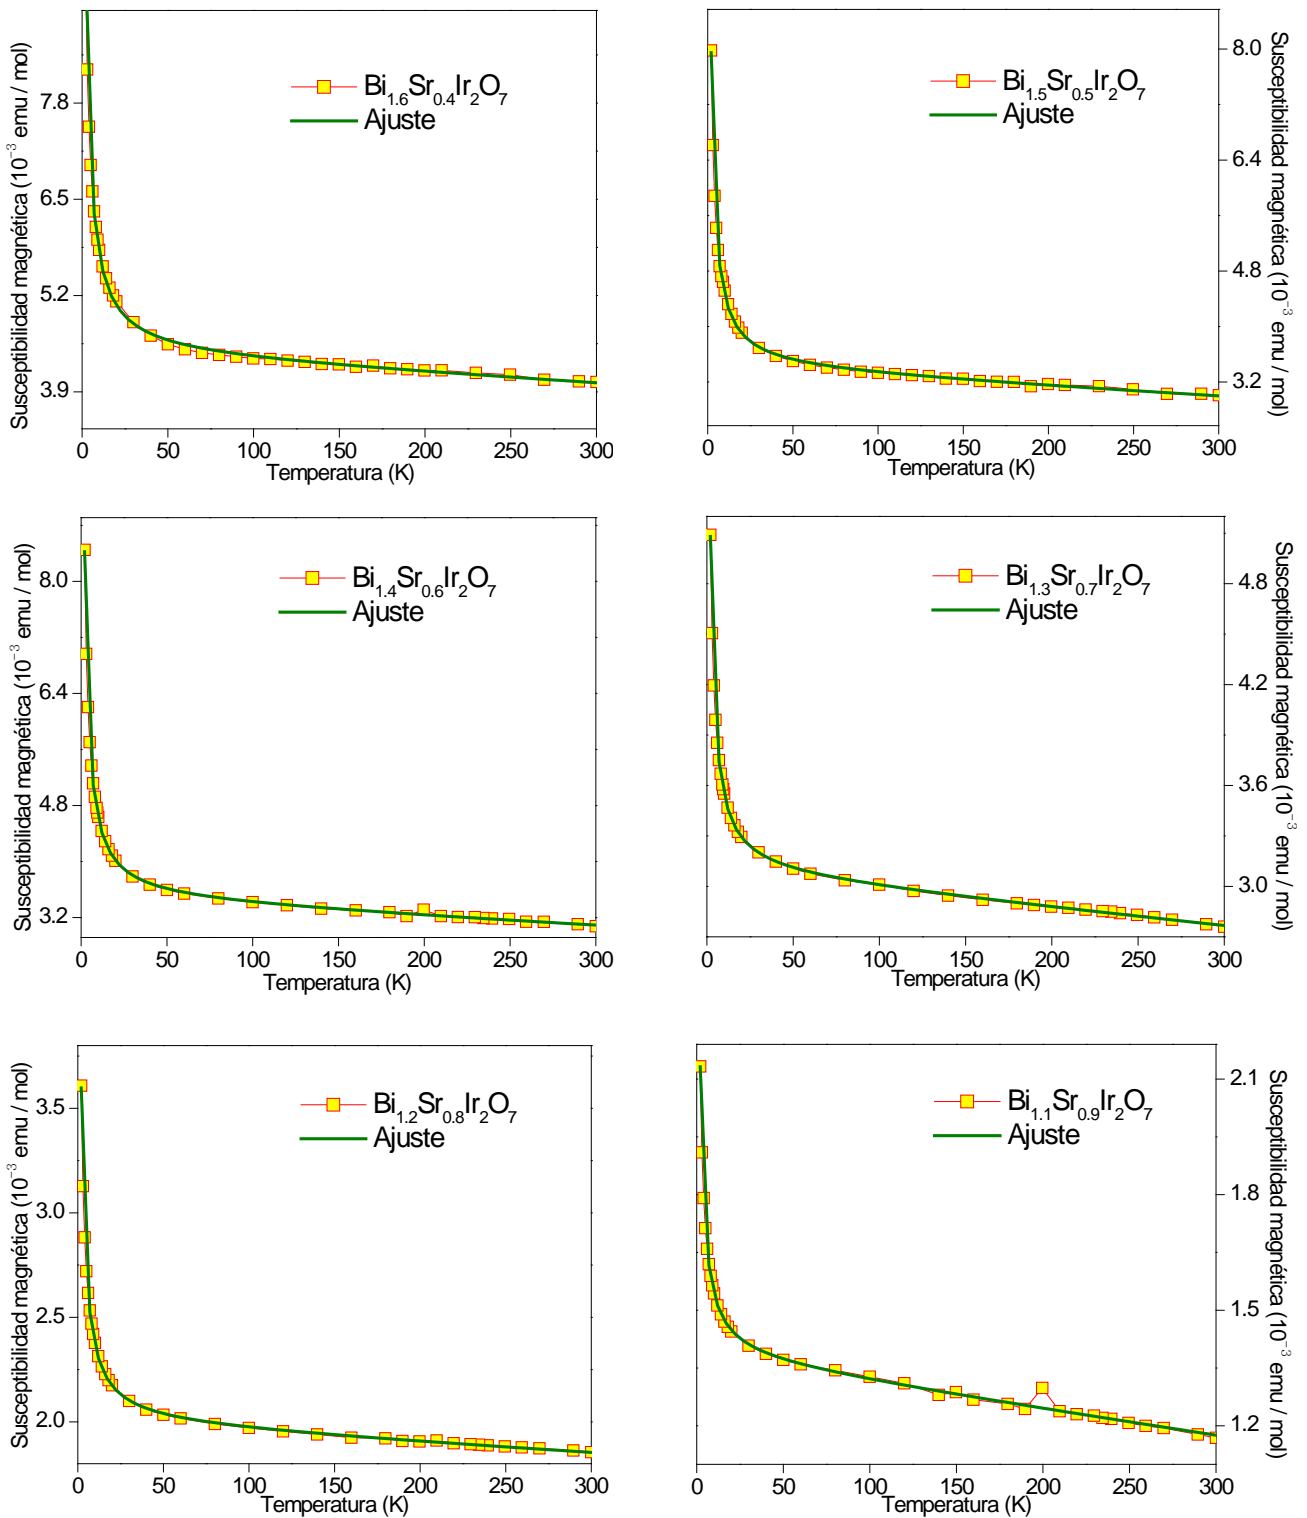 Susceptibilidad magnética (10⁻³ emu / mol)
7.8
6.5
5.2
3.9
Bi₁.₆Sr₀.₄Ir₂O₇
Ajuste
0 50 100 150 200 250 300
Temperatura (K)
Bi₁.₅Sr₀.₅Ir₂O₇
Ajuste
8.0
6.4
4.8
3.2
Susceptibilidad magnética (10⁻³ emu / mol)
0 50 100 150 200 250 300
Temperatura (K)
Susceptibilidad magnética (10⁻³ emu / mol)
8.0
6.4
4.8
3.2
Bi₁.₄Sr₀.₆Ir₂O₇
Ajuste
0 50 100 150 200 250 300
Temperatura (K)
Bi₁.₃Sr₀.₇Ir₂O₇
Ajuste
4.8
4.2
3.6
3.0
Susceptibilidad magnética (10⁻³ emu / mol)
0 50 100 150 200 250 300
Temperatura (K)
Susceptibilidad magnética (10⁻³ emu / mol)
3.5
3.0
2.5
2.0
Bi₁.₂Sr₀.₈Ir₂O₇
Ajuste
0 50 100 150 200 250 300
Temperatura (K)
Bi₁.₁Sr₀.₉Ir₂O₇
Ajuste
2.1
1.8
1.5
1.2
Susceptibilidad magnética (10⁻³ emu / mol)
0 50 100 150 200 250 300
Temperatura (K)